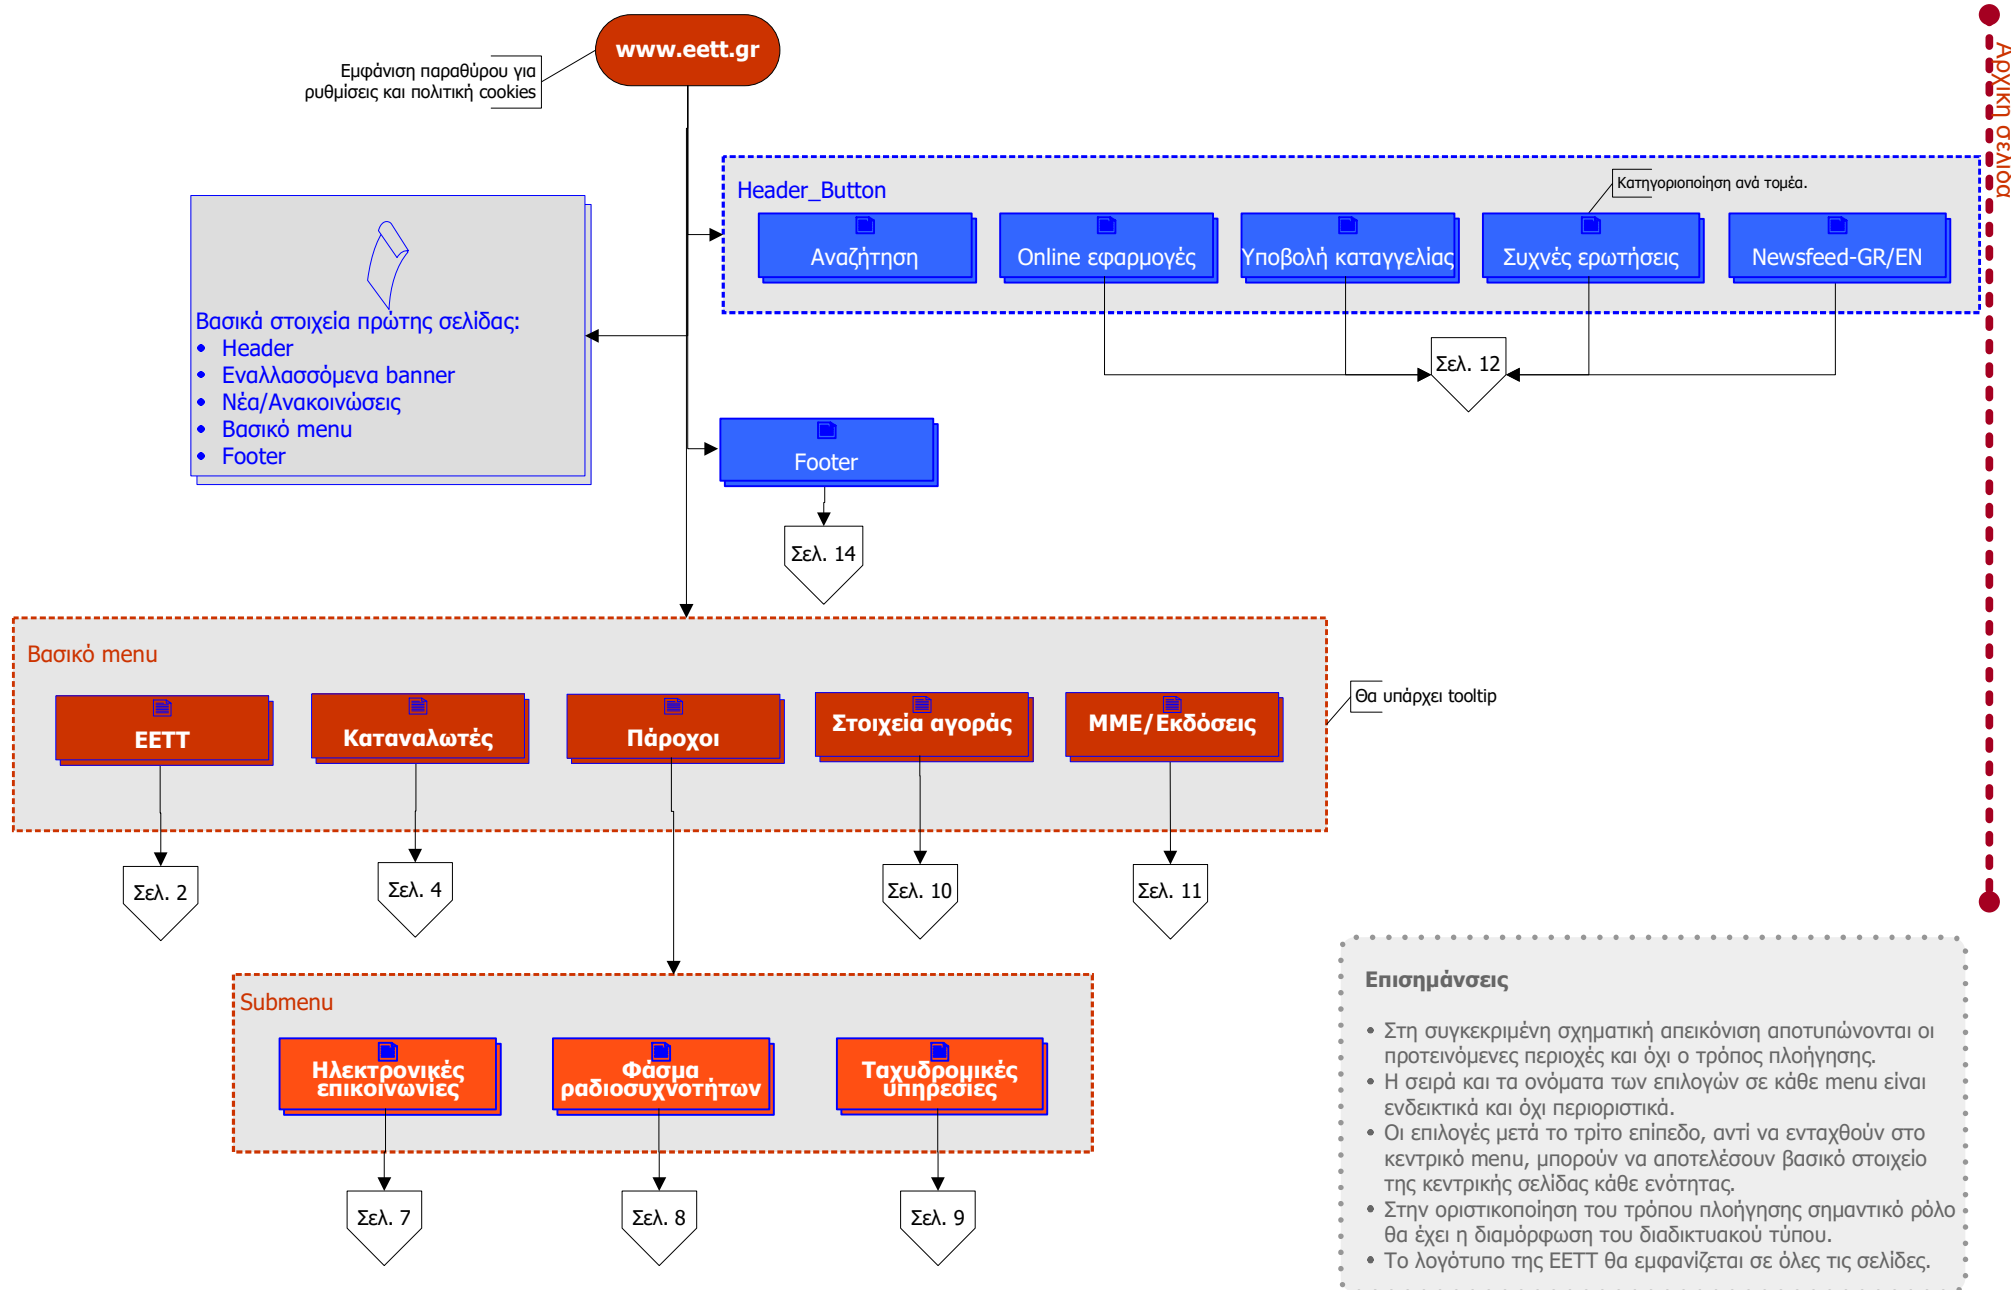 www.eett.gr
Εμφάνιση παραθύρου για
ρυθμίσεις και πολιτική cookies
Αρχική σελίδα
Header_Button
Κατηγοριοποίηση ανά τομέα.
Αναζήτηση
Online εφαρμογές
Υποβολή καταγγελίας
Συχνές ερωτήσεις
Newsfeed-GR/EN
Βασικά στοιχεία πρώτης σελίδας:
• Header
• Εναλλασσόμενα banner
• Νέα/Ανακοινώσεις
• Βασικό menu
• Footer
Σελ. 12
Footer
Σελ. 14
Βασικό menu
ΕΕΤΤ
Καταναλωτές
Πάροχοι
Στοιχεία αγοράς
ΜΜΕ/Εκδόσεις
Θα υπάρχει tooltip
Σελ. 2
Σελ. 4
Σελ. 10
Σελ. 11
Submenu
Ηλεκτρονικές
επικοινωνίες
Φάσμα
ραδιοσυχνοτήτων
Ταχυδρομικές
υπηρεσίες
Σελ. 7
Σελ. 8
Σελ. 9
Επισημάνσεις
• Στη συγκεκριμένη σχηματική απεικόνιση αποτυπώνονται οι
προτεινόμενες περιοχές και όχι ο τρόπος πλοήγησης.
• Η σειρά και τα ονόματα των επιλογών σε κάθε menu είναι
ενδεικτικά και όχι περιοριστικά.
• Οι επιλογές μετά το τρίτο επίπεδο, αντί να ενταχθούν στο
κεντρικό menu, μπορούν να αποτελέσουν βασικό στοιχείο
της κεντρικής σελίδας κάθε ενότητας.
• Στην οριστικοποίηση του τρόπου πλοήγησης σημαντικό ρόλο
θα έχει η διαμόρφωση του διαδικτυακού τύπου.
• Το λογότυπο της ΕΕΤΤ θα εμφανίζεται σε όλες τις σελίδες.